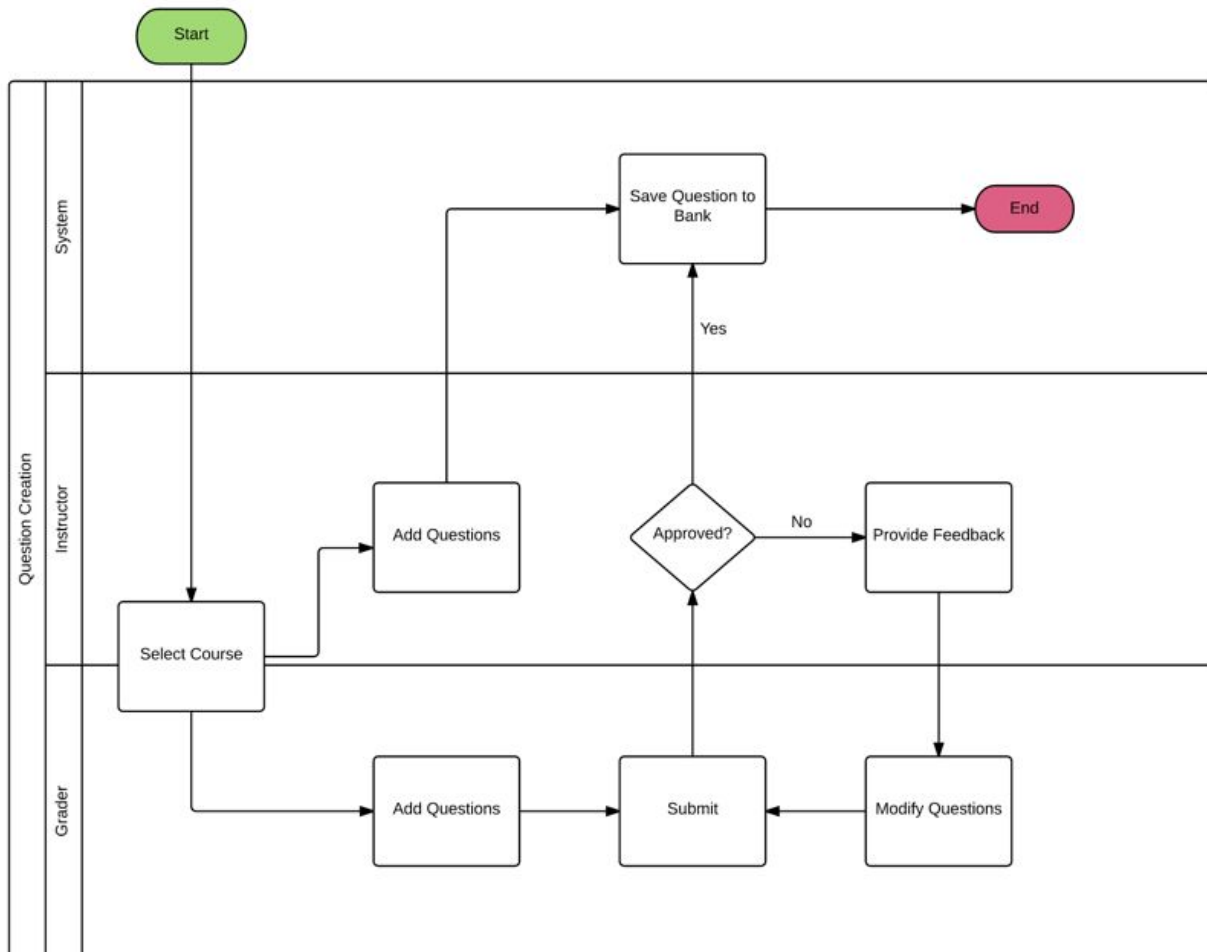 Start
Question Creation
System
Save Question to
Bank
End
Yes
Instructor
Add Questions
Approved?
No
Provide Feedback
Select Course
Grader
Add Questions
Submit
Modify Questions